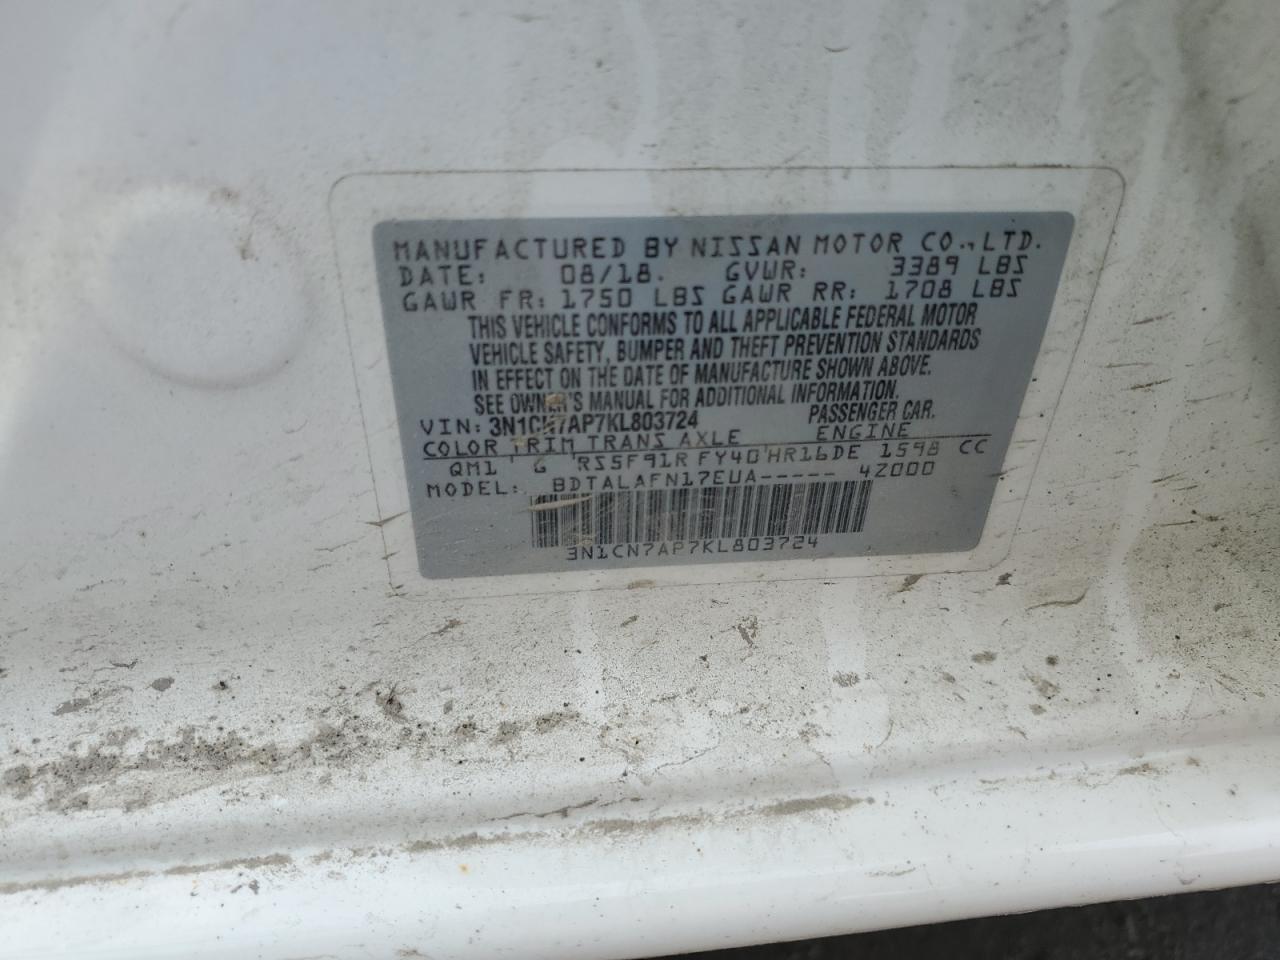 MANUFACTURED BY NISSAN MOTOR CO., LTD.
DATE: 08/18. GVWR: 3389 LBS
GAWR FR: 1750 LBS GAWR RR: 1708 LBS
THIS VEHICLE CONFORMS TO ALL APPLICABLE FEDERAL MOTOR
VEHICLE SAFETY, BUMPER AND THEFT PREVENTION STANDARDS
IN EFFECT ON THE DATE OF MANUFACTURE SHOWN ABOVE.
SEE OWNER'S MANUAL FOR ADDITIONAL INFORMATION.
VIN: 3N1CN7AP7KL803724 PASSENGER CAR.
COLOR TRIM TRANS AXLE ENGINE
QM1 G RS5F91R FY40 HR16DE 1598 CC
MODEL: BDTALAFN17EUA----- 4Z000
3N1CN7AP7KL803724